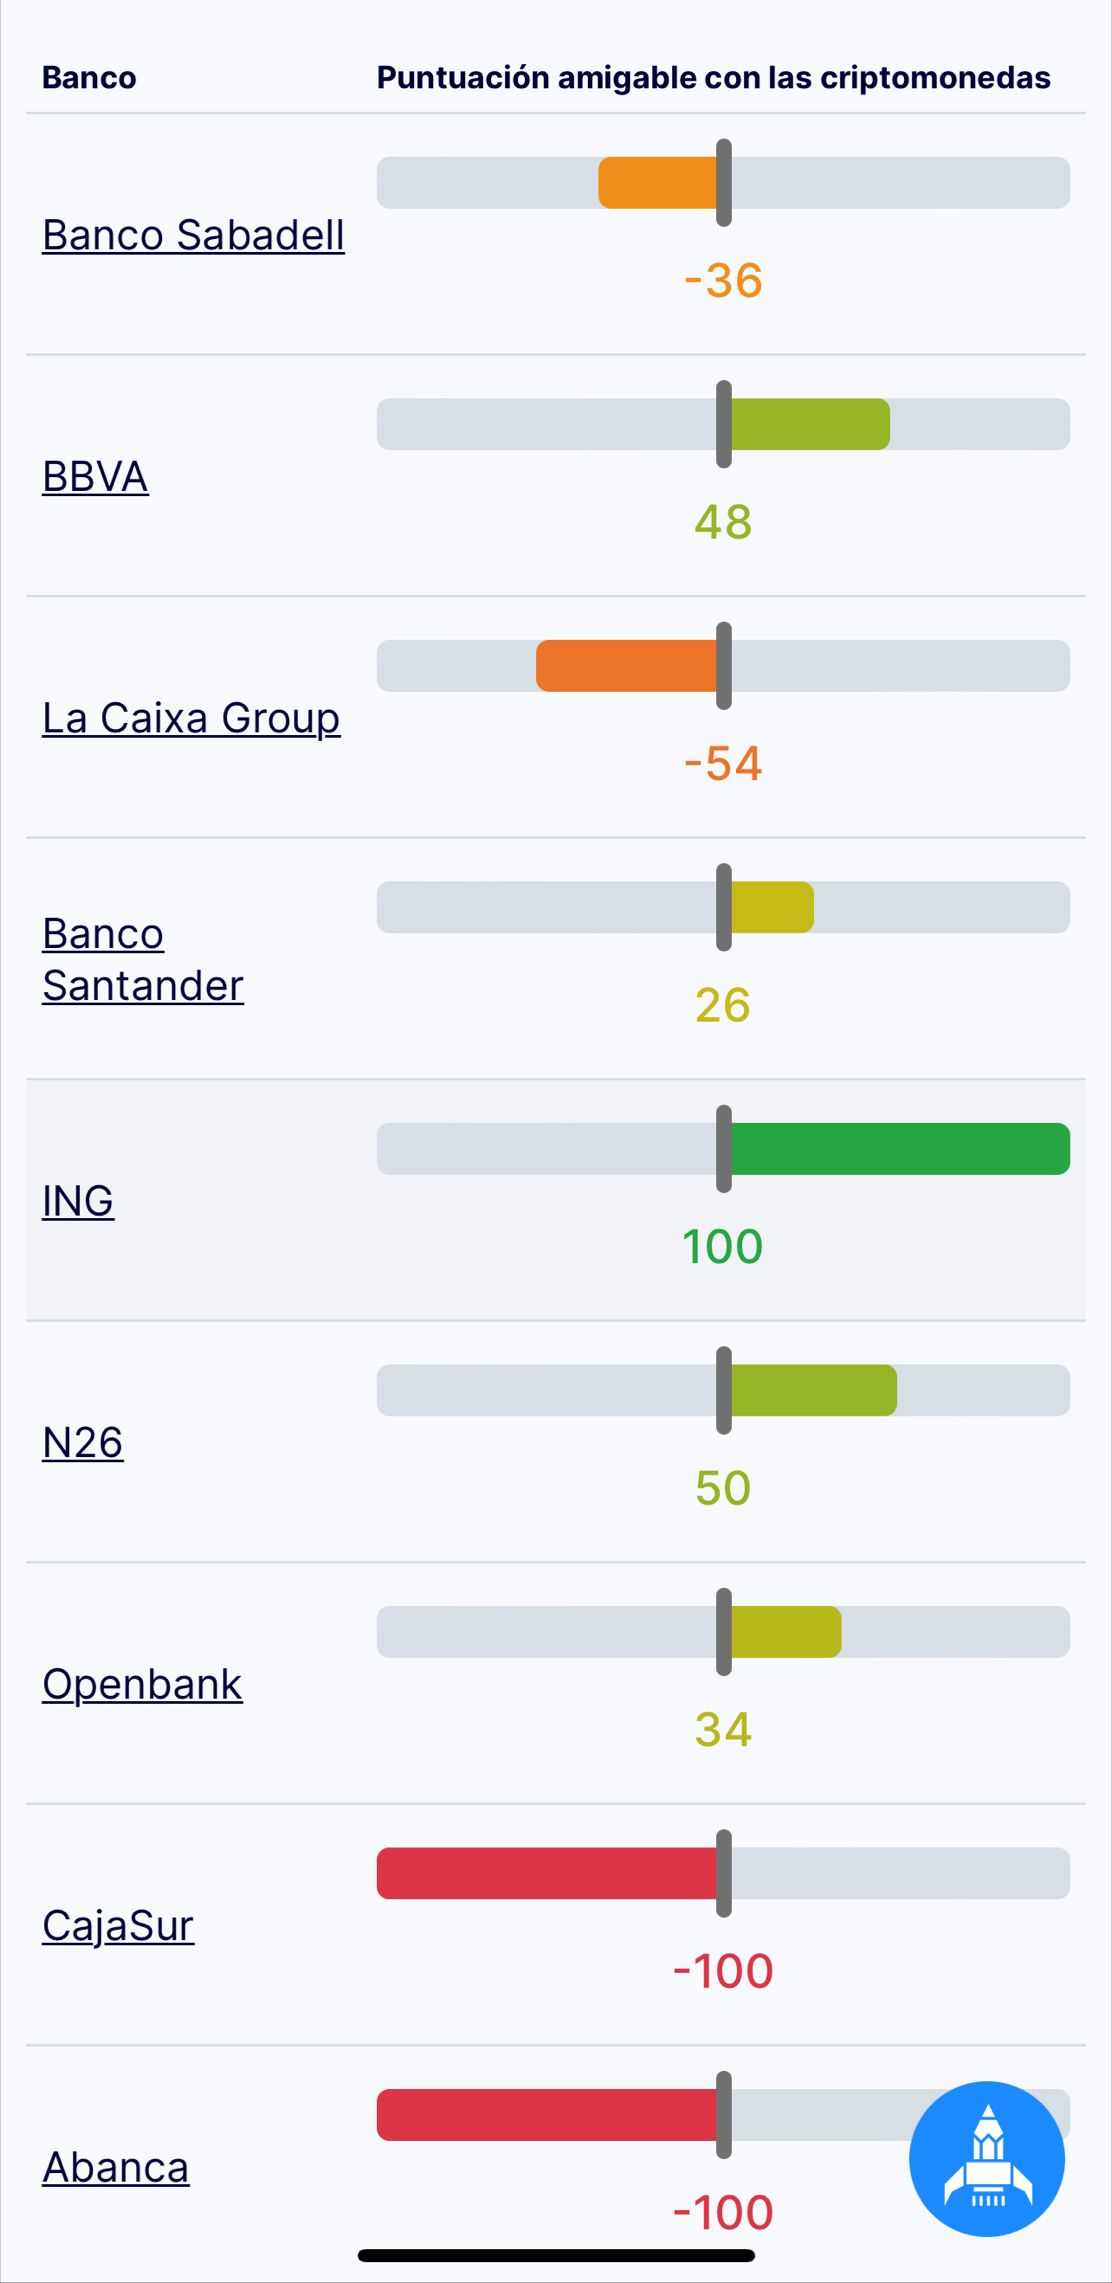 Banco Puntuación amigable con las criptomonedas
Banco Sabadell
-36
BBVA
48
La Caixa Group
-54
Banco
Santander
26
ING
100
N26
50
Openbank
34
CajaSur
-100
Abanca
-100